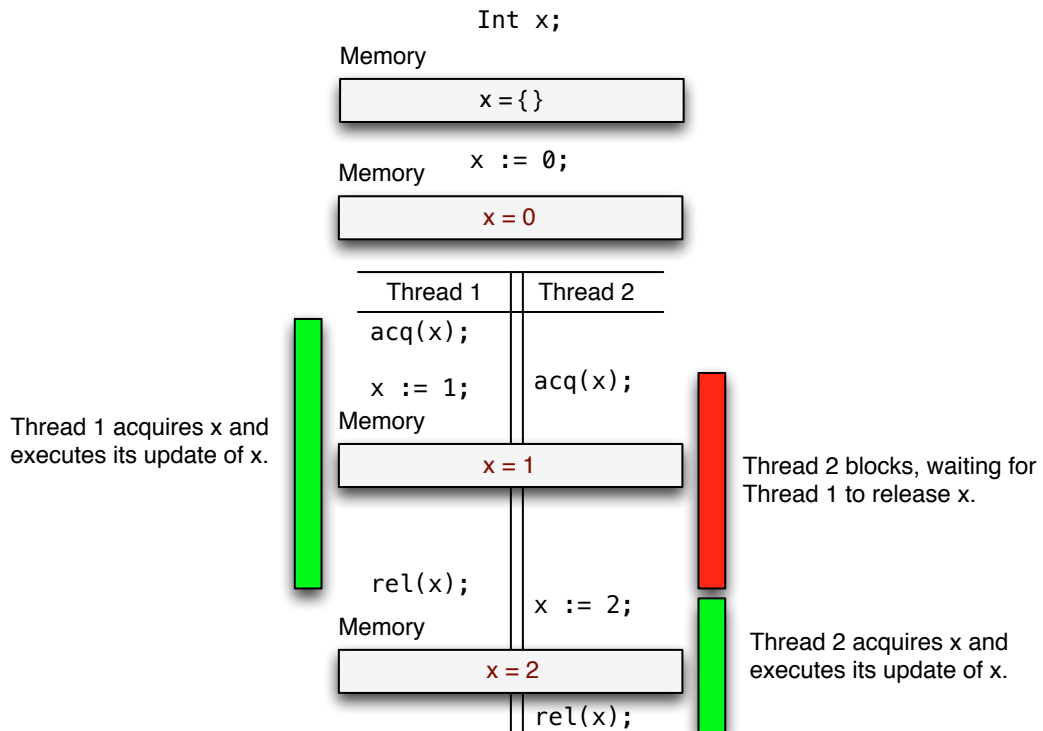 Int x;
Memory
x = { }
x := 0;
Memory
x = 0
Thread 1
Thread 2
acq(x);
x := 1;
acq(x);
Memory
Thread 1 acquires x and
executes its update of x.
x = 1
Thread 2 blocks, waiting for
Thread 1 to release x.
rel(x);
x := 2;
Memory
x = 2
Thread 2 acquires x and
executes its update of x.
rel(x);